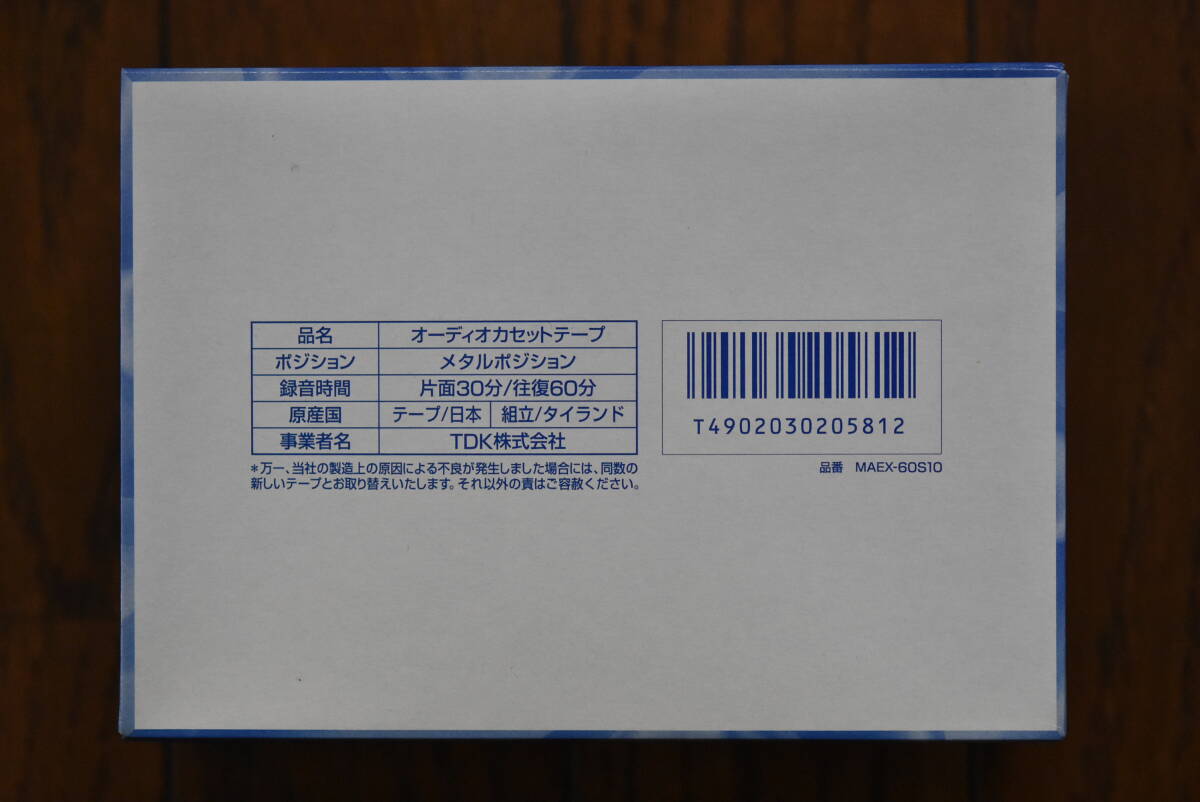 品名 オーディオカセットテープ
ポジション メタルポジション
録音時間 片面30分/往復60分
原産国 テープ/日本 組立/タイランド
事業者名 TDK株式会社
*万一、当社の製造上の原因による不良が発生しました場合には、同数の
新しいテープとお取り替えいたします。それ以外の責はご容赦ください。
T4902030205812
品番 MAEX-60S10